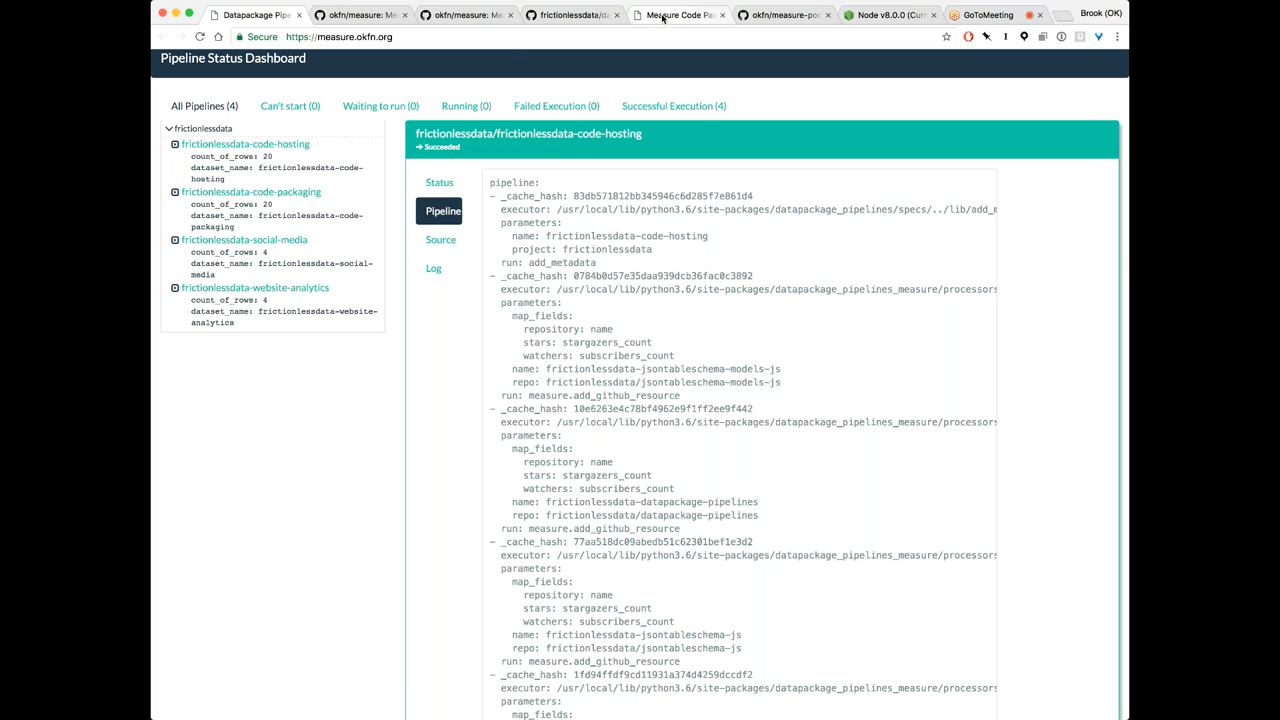 Datapackage Pipe
okfn/measure: Me
okfn/measure: Me
frictionlessdata/da
Measure Code Pa
okfn/measure-poc
Node v8.0.0 (Curr
GoToMeeting
Brook (OK)
Secure
https://measure.okfn.org
Pipeline Status Dashboard
All Pipelines (4)
Can't start (0)
Waiting to run (0)
Running (0)
Failed Execution (0)
Successful Execution (4)
frictionlessdata
frictionlessdata-code-hosting
count_of_rows: 20
dataset_name: frictionlessdata-code-
hosting
frictionlessdata-code-packaging
count_of_rows: 20
dataset_name: frictionlessdata-code-
packaging
frictionlessdata-social-media
count_of_rows: 4
dataset_name: frictionlessdata-social-
media
frictionlessdata-website-analytics
count_of_rows: 4
dataset_name: frictionlessdata-website-
analytics
frictionlessdata/frictionlessdata-code-hosting
Succeeded
Status
Pipeline
Source
Log
pipeline:
- _cache_hash: 83db571812bb345946c6d285f7e861d4
executor: /usr/local/lib/python3.6/site-packages/datapackage_pipelines/specs/../lib/add_m
parameters:
name: frictionlessdata-code-hosting
project: frictionlessdata
run: add_metadata
- _cache_hash: 0784b0d57e35daa939dcb36fac0c3892
executor: /usr/local/lib/python3.6/site-packages/datapackage_pipelines_measure/processors
parameters:
map_fields:
repository: name
stars: stargazers_count
watchers: subscribers_count
name: frictionlessdata-jsontableschema-models-js
repo: frictionlessdata/jsontableschema-models-js
run: measure.add_github_resource
- _cache_hash: 10e6263e4c78bf4962e9f1ff2ee9f442
executor: /usr/local/lib/python3.6/site-packages/datapackage_pipelines_measure/processors
parameters:
map_fields:
repository: name
stars: stargazers_count
watchers: subscribers_count
name: frictionlessdata-datapackage-pipelines
repo: frictionlessdata/datapackage-pipelines
run: measure.add_github_resource
- _cache_hash: 77aa518dc09abedb51c62301bef1e3d2
executor: /usr/local/lib/python3.6/site-packages/datapackage_pipelines_measure/processors
parameters:
map_fields:
repository: name
stars: stargazers_count
watchers: subscribers_count
name: frictionlessdata-jsontableschema-js
repo: frictionlessdata/jsontableschema-js
run: measure.add_github_resource
- _cache_hash: 1fd94ffdf9cd11931a374d4259dccdf2
executor: /usr/local/lib/python3.6/site-packages/datapackage_pipelines_measure/processors
parameters:
map_fields: